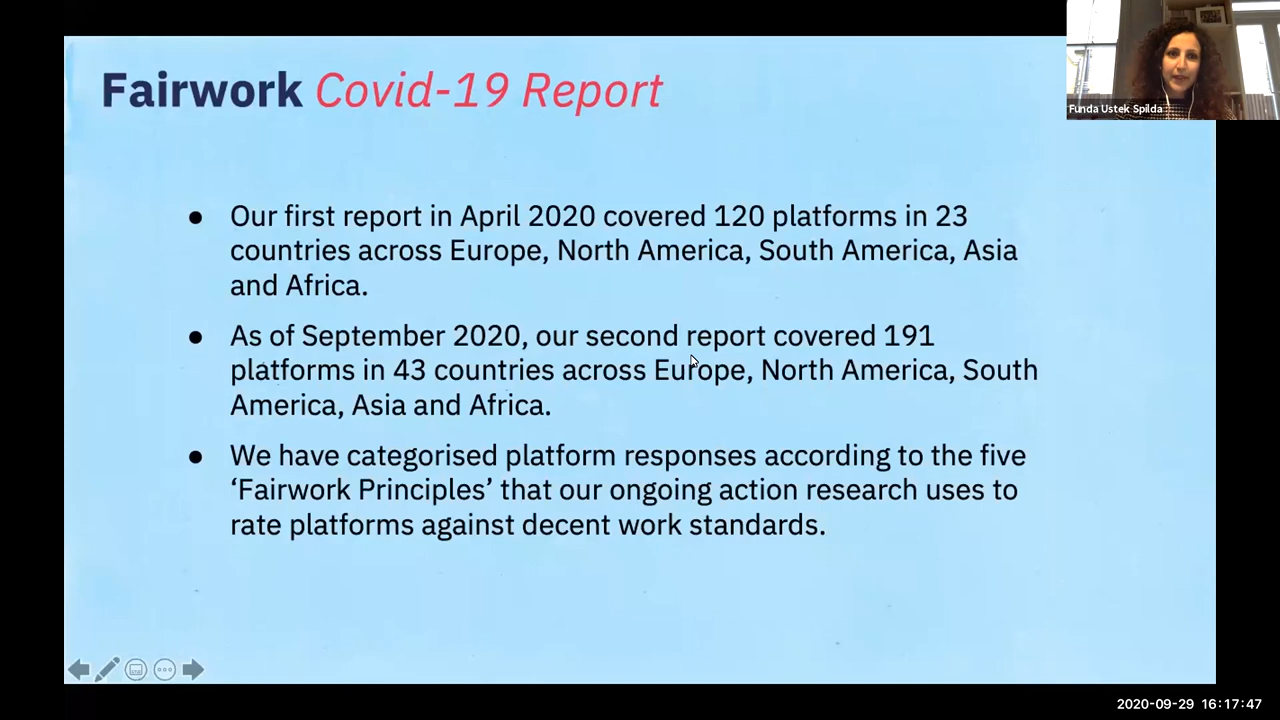 Fairwork Covid-19 Report
Funda Ustek Spilda
● Our first report in April 2020 covered 120 platforms in 23
countries across Europe, North America, South America, Asia
and Africa.
● As of September 2020, our second report covered 191
platforms in 43 countries across Europe, North America, South
America, Asia and Africa.
● We have categorised platform responses according to the five
‘Fairwork Principles’ that our ongoing action research uses to
rate platforms against decent work standards.
2020-09-29 16:17:47